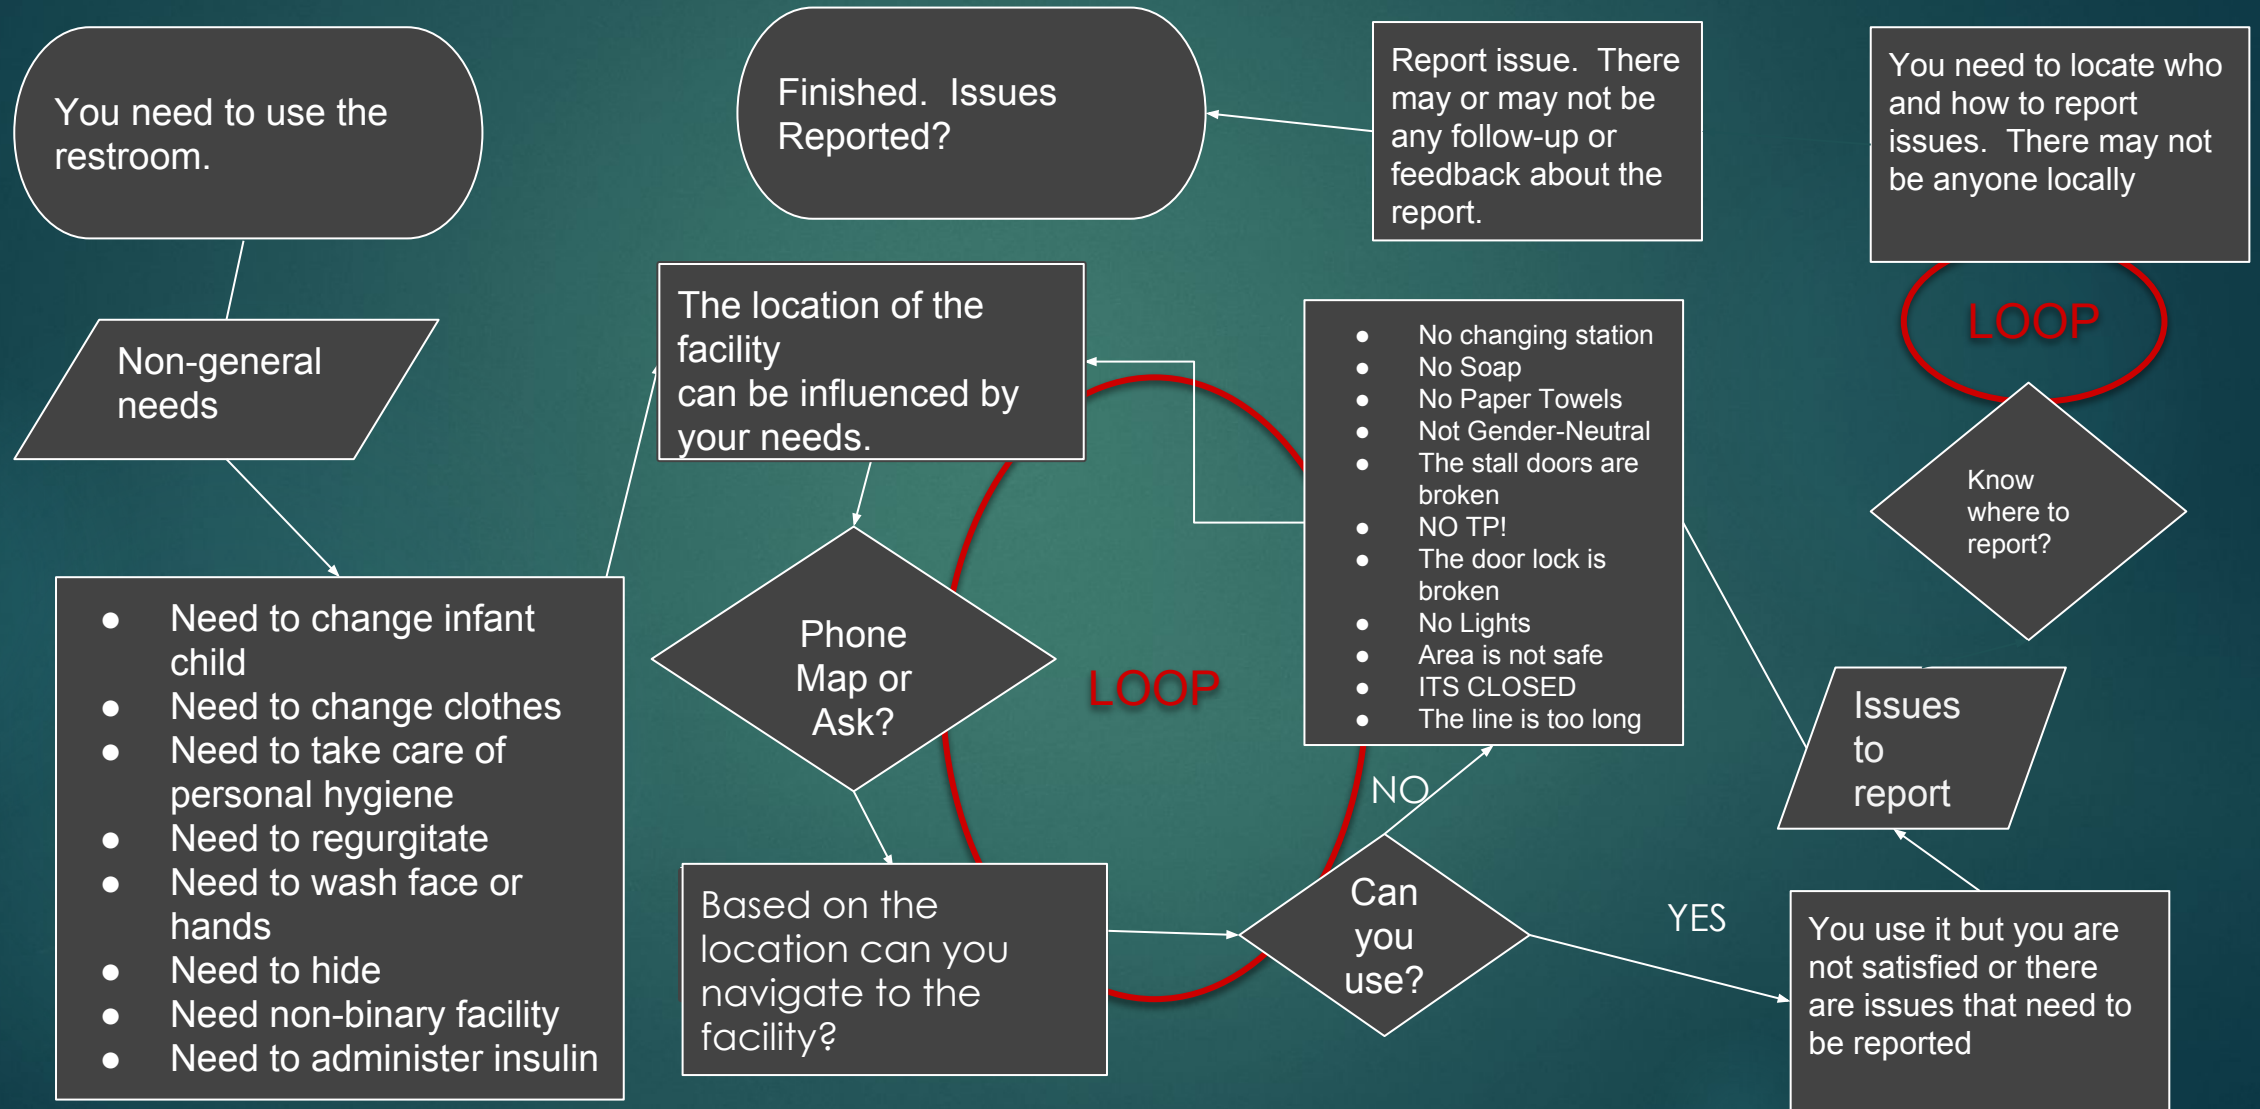 You need to use the
restroom.
Non-general
needs
● Need to change infant
child
● Need to change clothes
● Need to take care of
personal hygiene
● Need to regurgitate
● Need to wash face or
hands
● Need to hide
● Need non-binary facility
● Need to administer insulin
The location of the
facility
can be influenced by
your needs.
Phone
Map or
Ask?
Based on the
location can you
navigate to the
facility?
LOOP
Can
you
use?
NO
● No changing station
● No Soap
● No Paper Towels
● Not Gender-Neutral
● The stall doors are
broken
● NO TP!
● The door lock is
broken
● No Lights
● Area is not safe
● ITS CLOSED
● The line is too long
YES
You use it but you are
not satisfied or there
are issues that need to
be reported
Issues
to
report
Know
where to
report?
LOOP
You need to locate who
and how to report
issues.  There may not
be anyone locally
Report issue.  There
may or may not be
any follow-up or
feedback about the
report.
Finished.  Issues
Reported?